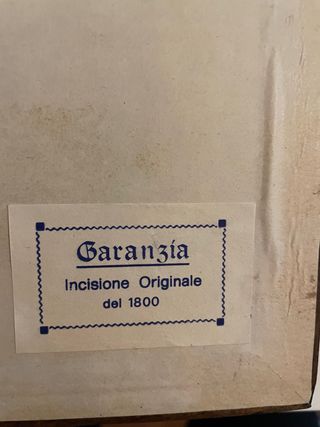 Garanzia
Incisione Originale
del 1800